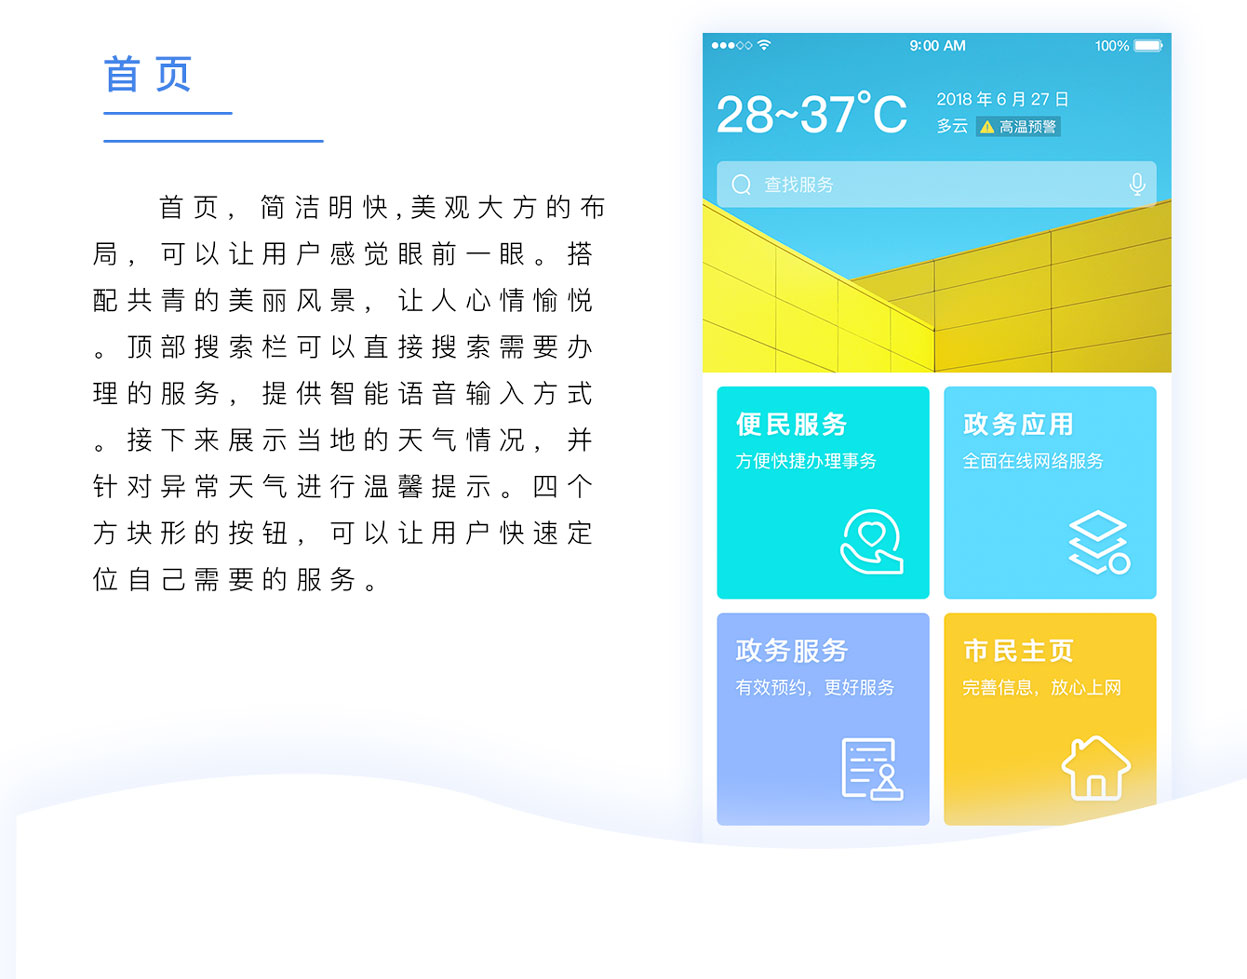 首页
首页，简洁明快,美观大方的布
局，可以让用户感觉眼前一眼。搭
配共青的美丽风景，让人心情愉悦
。顶部搜索栏可以直接搜索需要办
理的服务，提供智能语音输入方式
。接下来展示当地的天气情况，并
针对异常天气进行温馨提示。四个
方块形的按钮，可以让用户快速定
位自己需要的服务。
9:00 AM
100%
28~37°C
2018 年 6 月 27 日
多云 高温预警
查找服务
便民服务
方便快捷办理事务
政务应用
全面在线网络服务
政务服务
有效预约，更好服务
市民主页
完善信息，放心上网